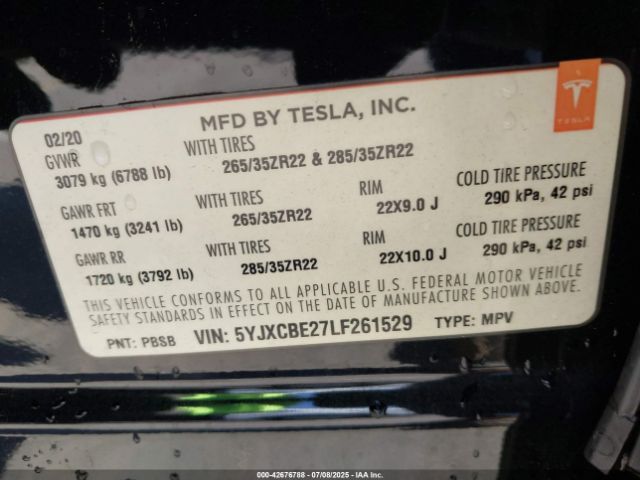 MFD BY TESLA, INC.
TESLA
02/20
GVWR WITH TIRES
3079 kg (6788 lb) 265/35ZR22 & 285/35ZR22
GAWR FRT WITH TIRES RIM COLD TIRE PRESSURE
1470 kg (3241 lb) 265/35ZR22 22X9.0 J 290 kPa, 42 psi
GAWR RR WITH TIRES RIM COLD TIRE PRESSURE
1720 kg (3792 lb) 285/35ZR22 22X10.0 J 290 kPa, 42 psi
THIS VEHICLE CONFORMS TO ALL APPLICABLE U.S. FEDERAL MOTOR VEHICLE
SAFETY STANDARDS IN EFFECT ON THE DATE OF MANUFACTURE SHOWN ABOVE.
PNT: PBSB VIN: 5YJXCBE27LF261529 TYPE: MPV
000-42676788 - 07/08/2025 - IAA Inc.